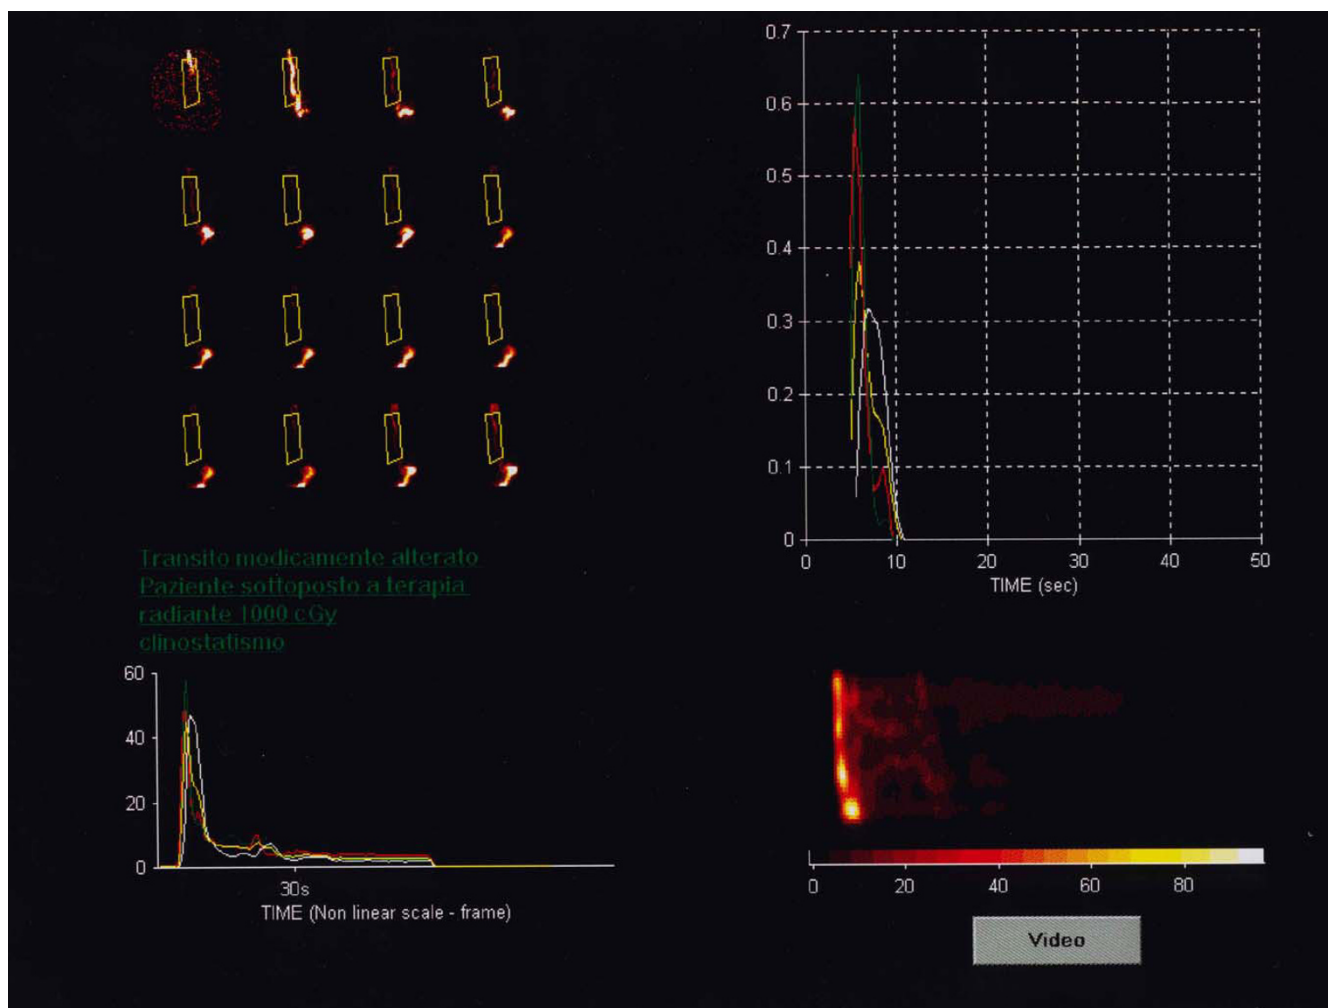 0.7
0.6
0.5
0.4
0.3
0.2
0.1
0
0
10
20
30
40
50
TIME (sec)
Transito modicamente alterato
Paziente sottoposto a terapia
radiante 1000 cGy
clinostatismo
60
40
20
0
30s
TIME (Non linear scale - frame)
0
20
40
60
80
Video